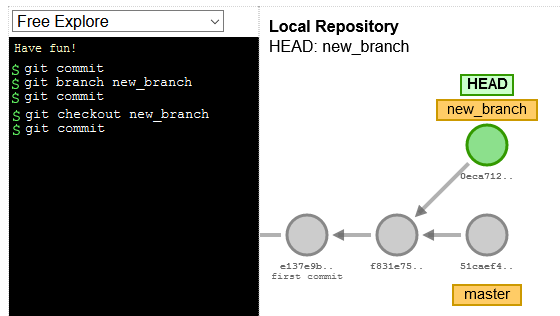 Free Explore
Have fun!
$ git commit
$ git branch new_branch
$ git commit
$ git checkout new_branch
$ git commit
Local Repository
HEAD: new_branch
HEAD
new_branch
0eca712..
e137e9b..
first commit
f831e75..
51caef4..
master